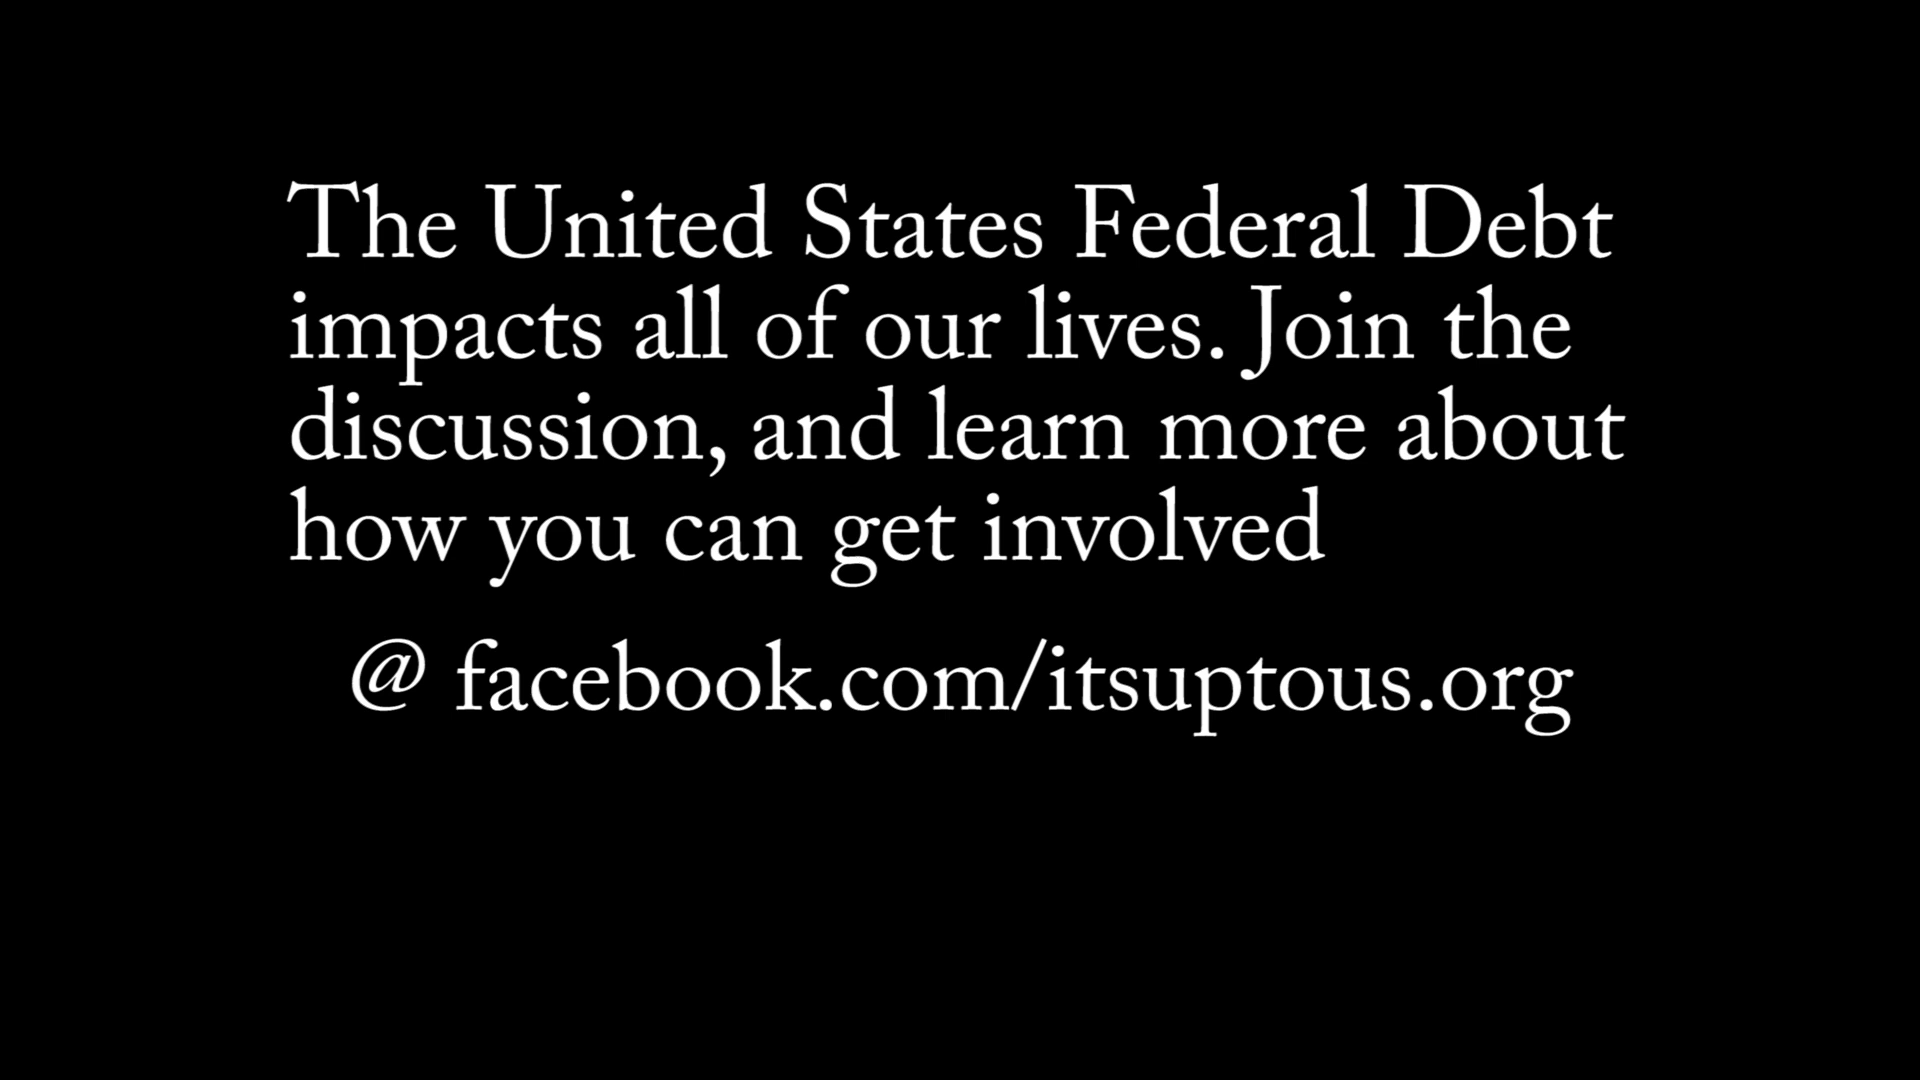 The United States Federal Debt
impacts all of our lives. Join the
discussion, and learn more about
how you can get involved
@ facebook.com/itsuptous.org